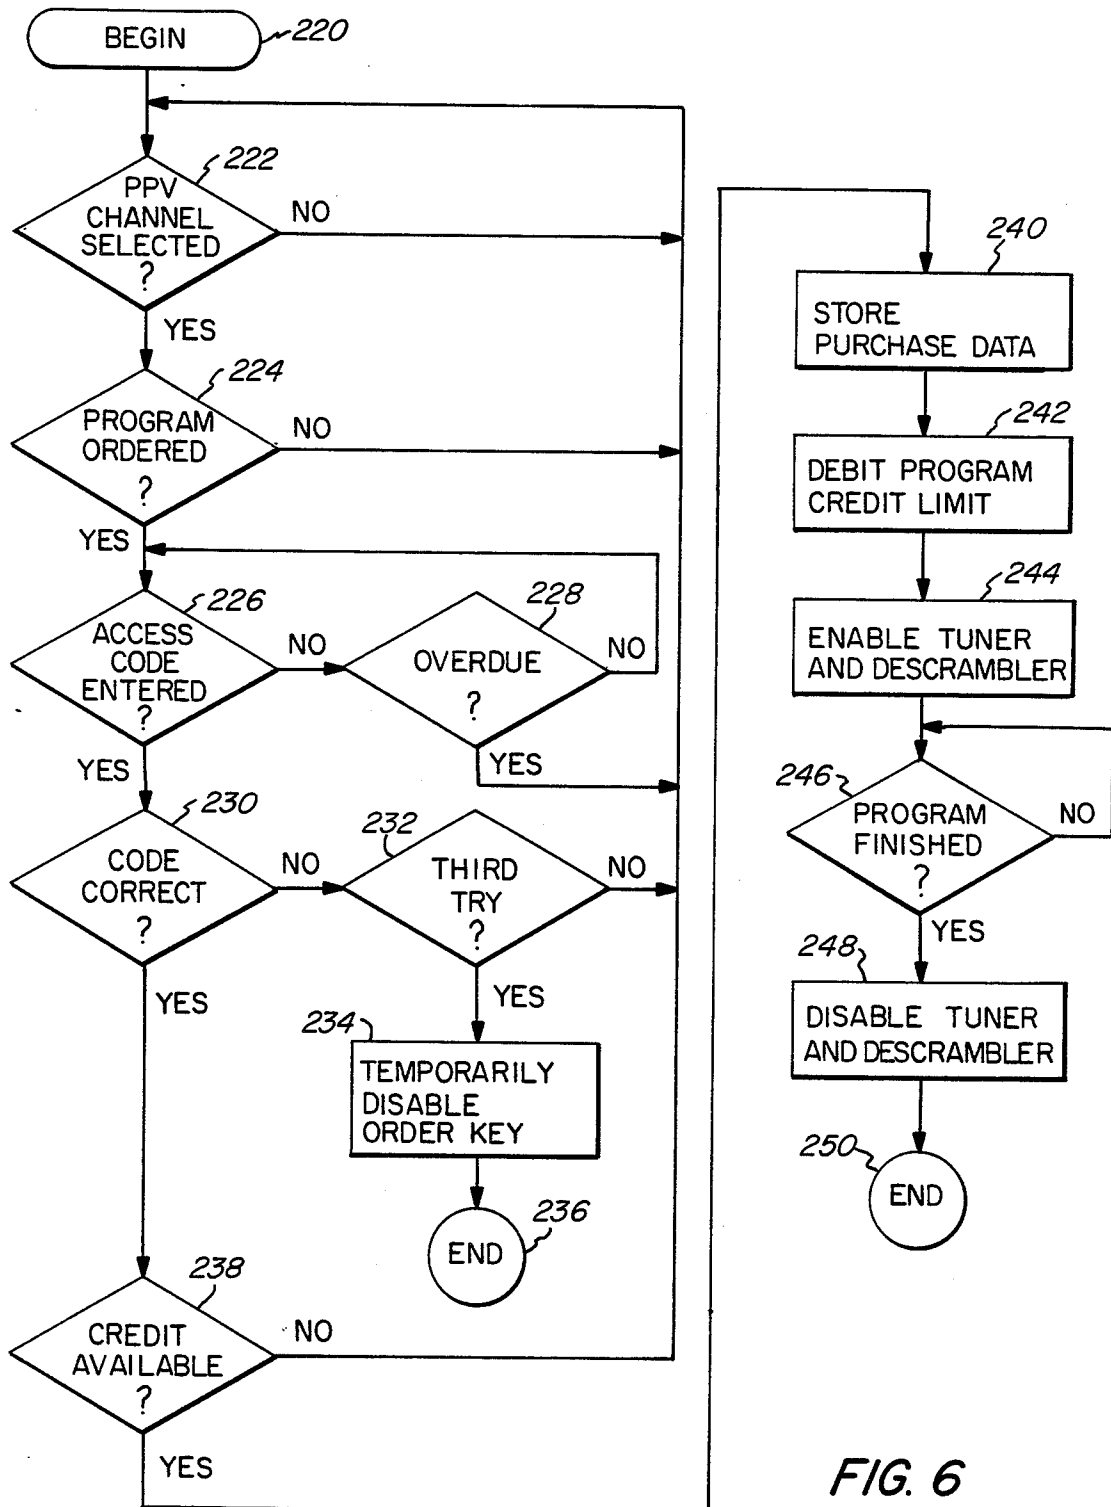 BEGIN
220
222
PPV
CHANNEL
SELECTED
?
NO
YES
224
PROGRAM
ORDERED
?
NO
YES
226
ACCESS
CODE
ENTERED
?
NO
228
OVERDUE
?
NO
YES
YES
230
CODE
CORRECT
?
NO
232
THIRD
TRY
?
NO
YES
YES
234
TEMPORARILY
DISABLE
ORDER KEY
END
236
238
CREDIT
AVAILABLE
?
NO
YES
240
STORE
PURCHASE DATA
242
DEBIT PROGRAM
CREDIT LIMIT
244
ENABLE TUNER
AND DESCRAMBLER
246
PROGRAM
FINISHED
?
NO
YES
248
DISABLE TUNER
AND DESCRAMBLER
250
END
FIG. 6